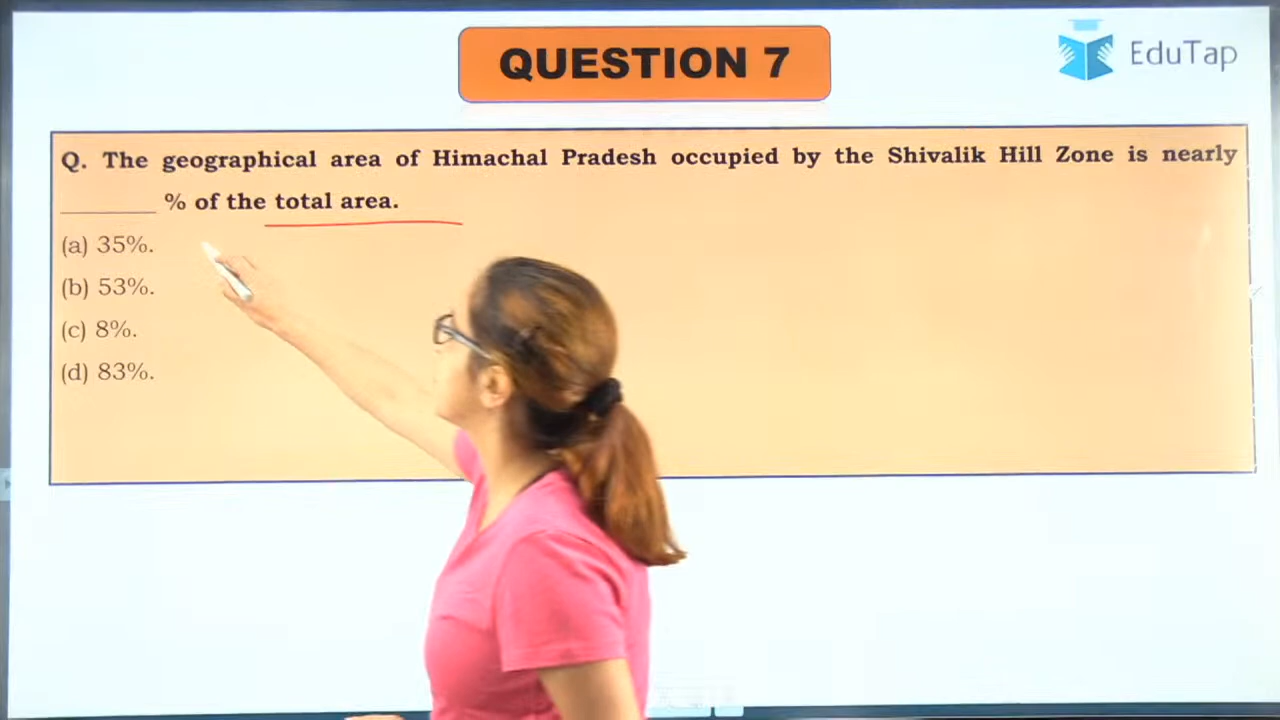 QUESTION 7
EduTap
Q. The geographical area of Himachal Pradesh occupied by the Shivalik Hill Zone is nearly
________ % of the total area.
(a) 35%.
(b) 53%.
(c) 8%.
(d) 83%.